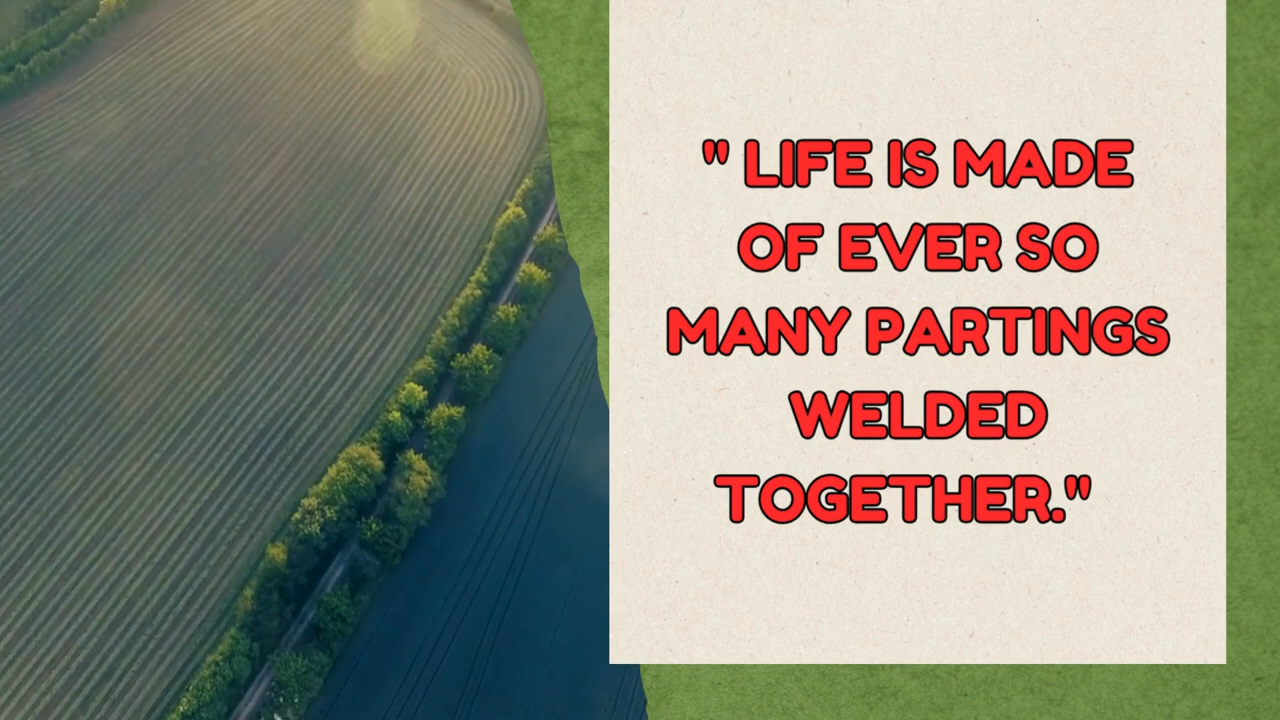 " LIFE IS MADE
OF EVER SO
MANY PARTINGS
WELDED
TOGETHER."